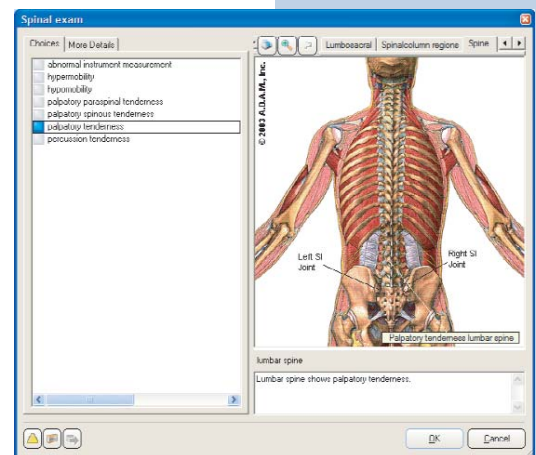 Spinal exam
Choices
More Details
Lumbosacral
Spinalcolumn regions
Spine
abnormal instrument measurement
hypermobility
hypomobility
palpatory paraspinal tenderness
palpatory spinous tenderness
palpatory tenderness
percussion tenderness
© 2003 A.D.A.M., Inc.
Left SI
Joint
Right SI
Joint
Palpatory tenderness lumbar spine
lumbar spine
Lumbar spine shows palpatory tenderness.
OK
Cancel